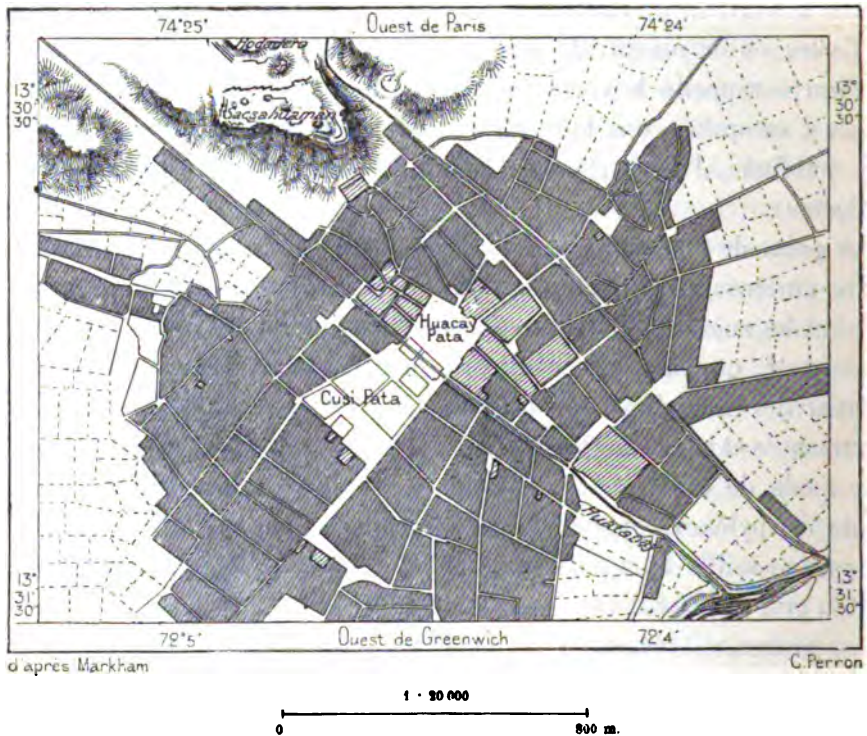 74°25'
Ouest de Paris
74°24'
13°
30'
30"
13°
30'
30"
Rodadero
Sacsahuaman
Huacay
Pata
Cusi Pata
Huatanay
13°
31'
30"
13°
31'
30"
72°5'
Ouest de Greenwich
72°4'
d'après Markham
C. Perron
1 : 20 000
0
800 m.